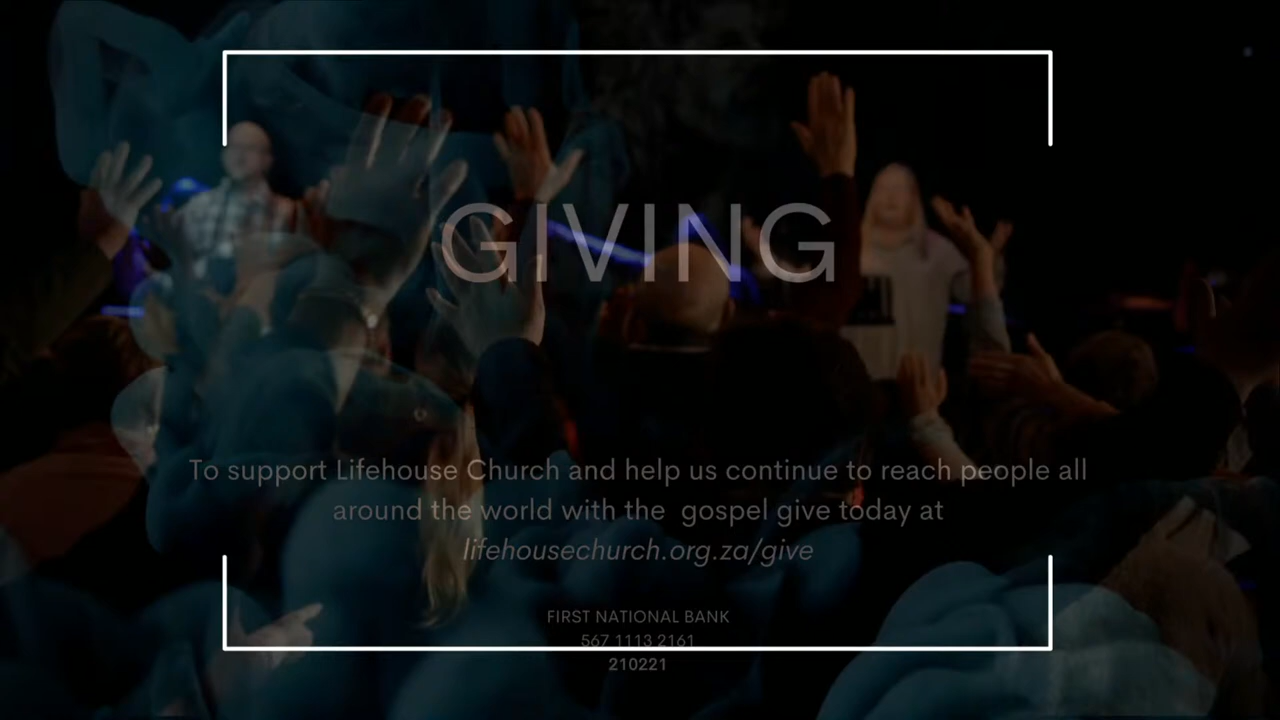 GIVING
To support Lifehouse Church and help us continue to reach people all
around the world with the gospel give today at
lifehousechurch.org.za/give
FIRST NATIONAL BANK
567 1113 2161
210221